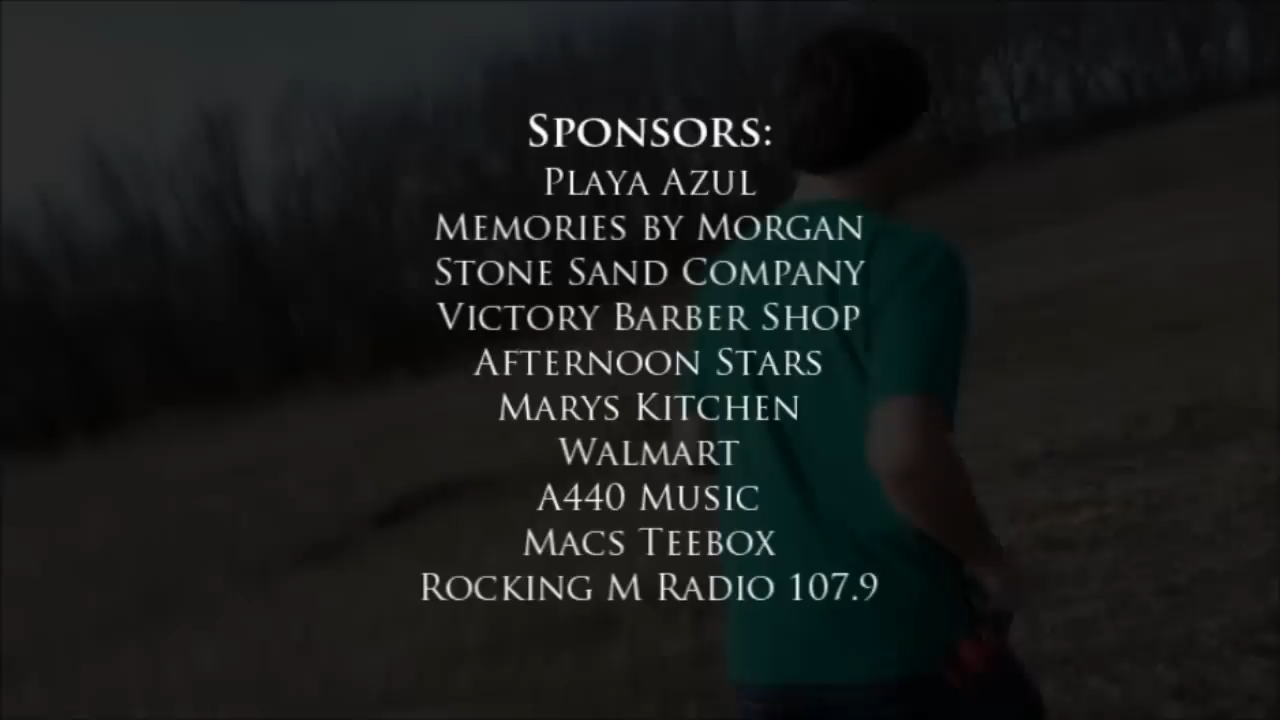 Sponsors:
Playa Azul
Memories by Morgan
Stone Sand Company
Victory Barber Shop
Afternoon Stars
Marys Kitchen
Walmart
A440 Music
Macs Teebox
Rocking M Radio 107.9